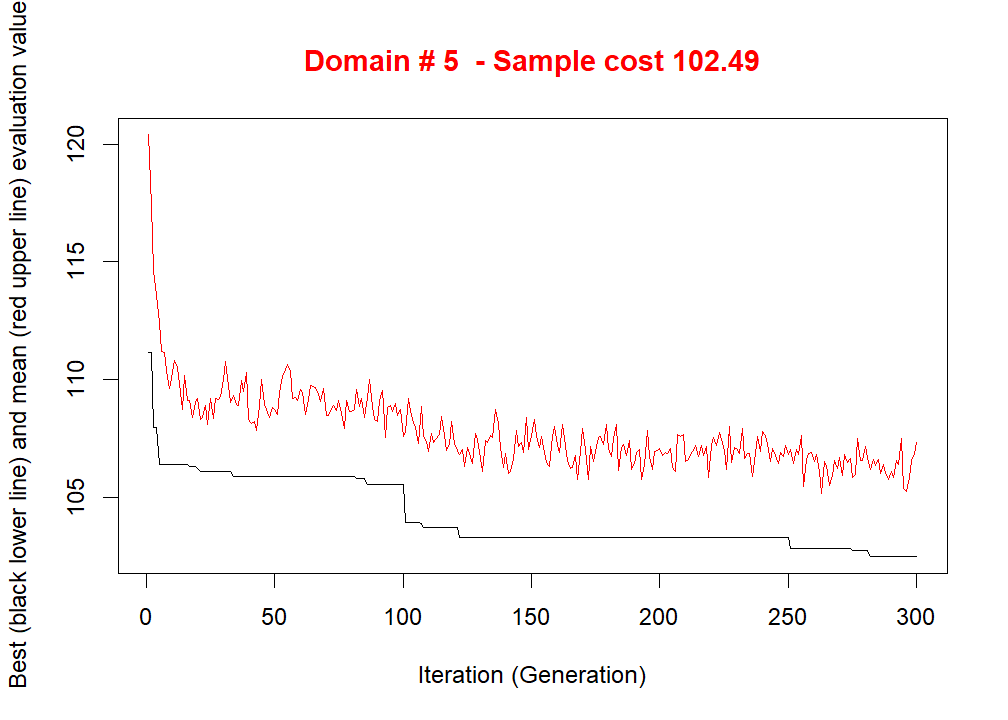 Domain # 5  - Sample cost 102.49
Best (black lower line) and mean (red upper line) evaluation value
120
115
110
105
0 50 100 150 200 250 300
Iteration (Generation)